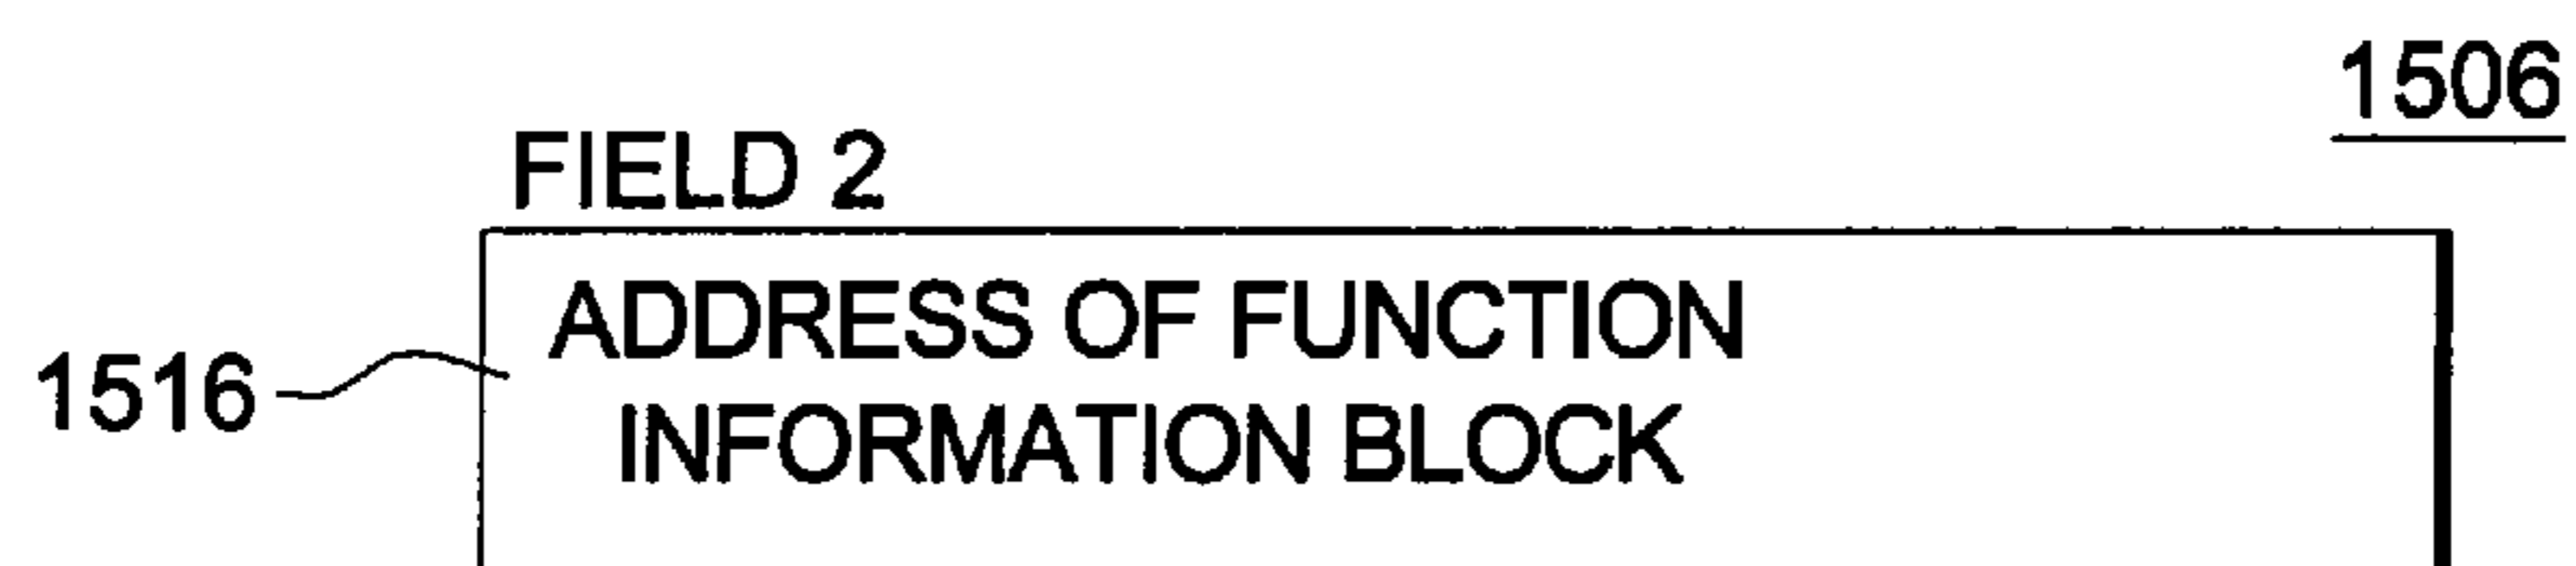 1506
FIELD 2
ADDRESS OF FUNCTION
1516
INFORMATION BLOCK